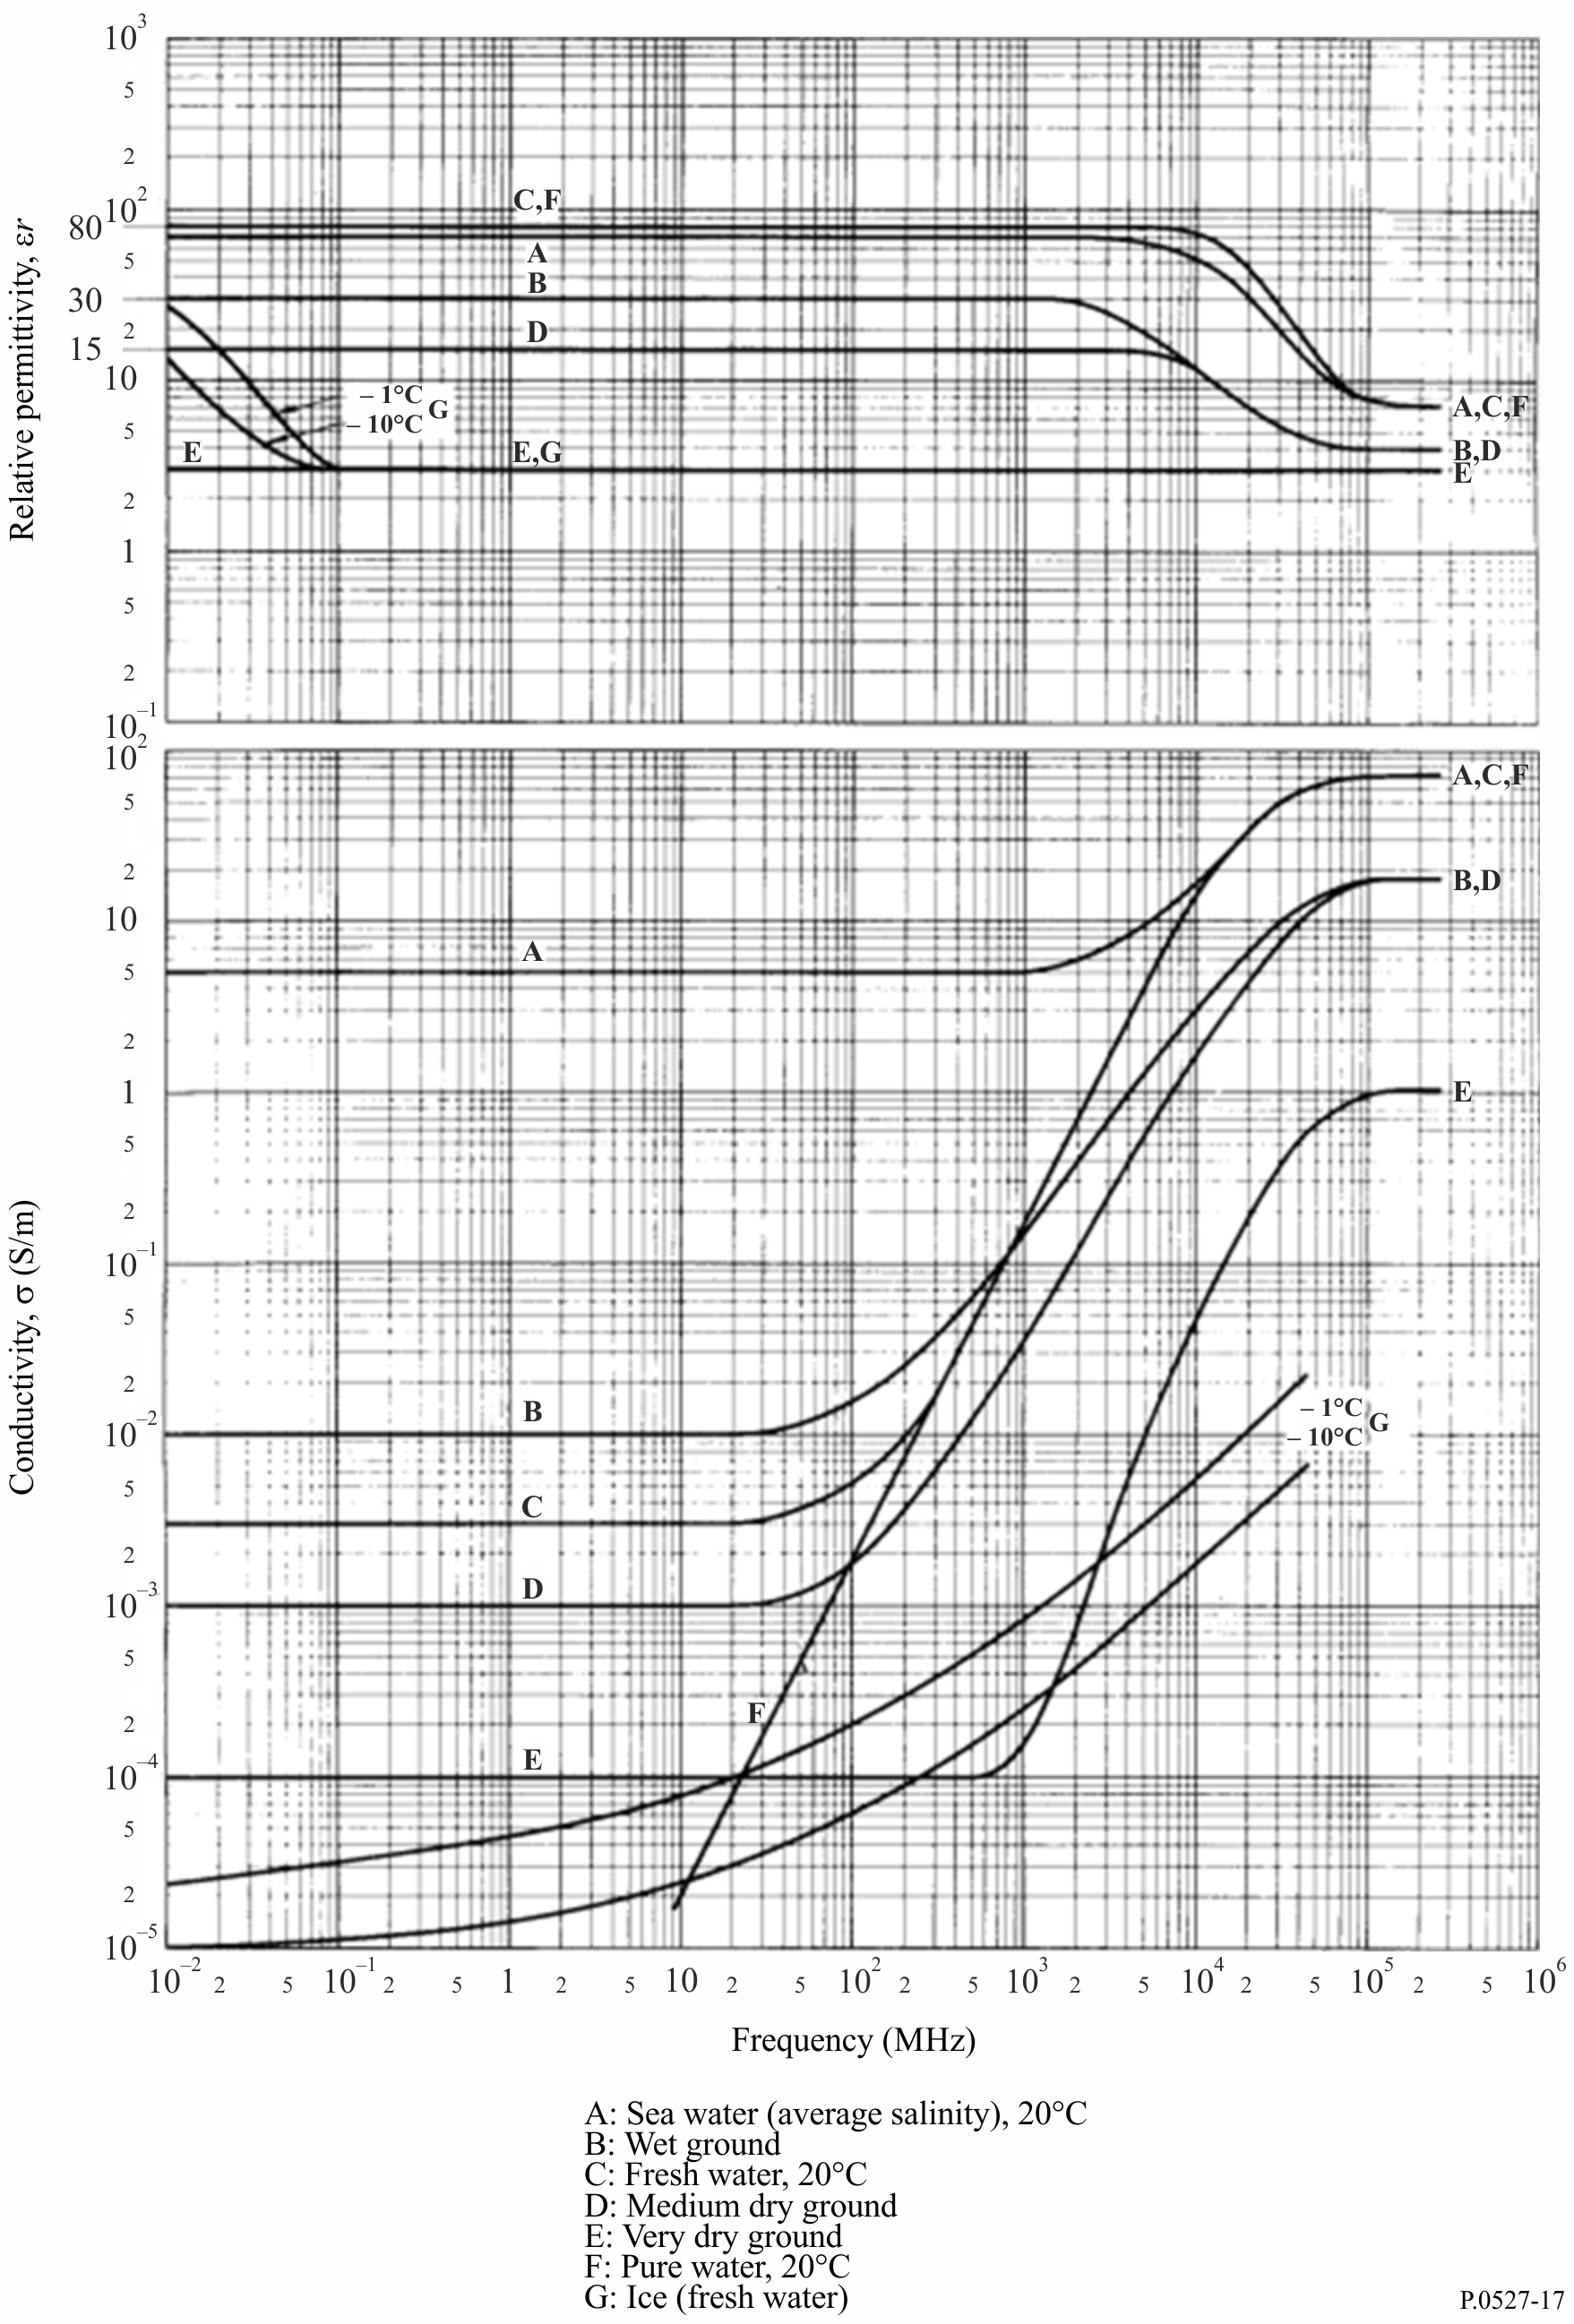 10³
5
2
C,F
10²
80
A
5
B
30
D
2
15
10
– 1°C
G
– 10°C
A,C,F
5
E
E,G
B,D
E
2
1
5
2
10⁻¹
Relative permittivity, εr
10²
A,C,F
5
2
B,D
10
A
5
2
1
E
5
2
10⁻¹
5
2
– 1°C
G
– 10°C
B
10⁻²
5
C
2
D
10⁻³
5
F
2
E
10⁻⁴
5
2
10⁻⁵
Conductivity, σ (S/m)
10⁻² 2 5 10⁻¹ 2 5 1 2 5 10 2 5 10² 2 5 10³ 2 5 10⁴ 2 5 10⁵ 2 5 10⁶
Frequency (MHz)
A: Sea water (average salinity), 20°C
B: Wet ground
C: Fresh water, 20°C
D: Medium dry ground
E: Very dry ground
F: Pure water, 20°C
G: Ice (fresh water)
P.0527-17